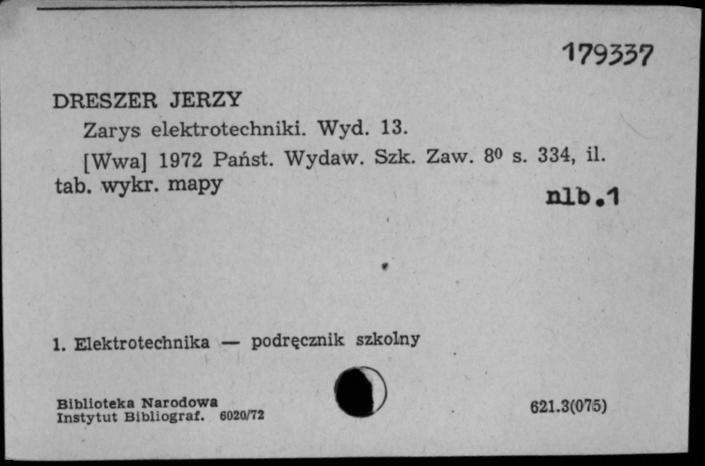 179337
DRESZER JERZY
Zarys elektrotechniki. Wyd. 13.
[Wwa] 1972 Państ. Wydaw. Szk. Zaw. 8º s. 334, il.
tab. wykr. mapy
nlb.1
1. Elektrotechnika — podręcznik szkolny
Biblioteka Narodowa
Instytut Bibliograf. 6020/72
621.3(075)